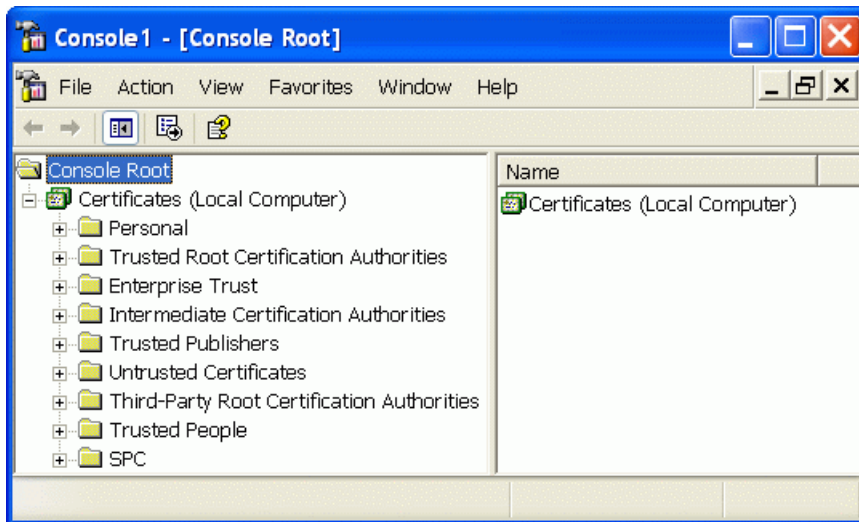 Console1 - [Console Root]
File Action View Favorites Window Help
Console Root
Certificates (Local Computer)
Personal
Trusted Root Certification Authorities
Enterprise Trust
Intermediate Certification Authorities
Trusted Publishers
Untrusted Certificates
Third-Party Root Certification Authorities
Trusted People
SPC
Name
Certificates (Local Computer)